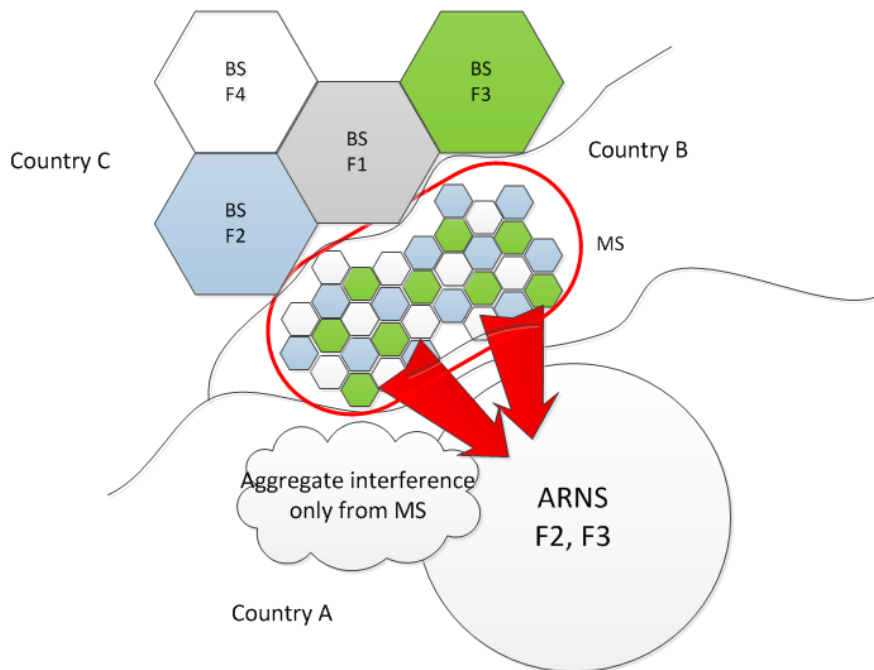 BS
F4
BS
F3
BS
F1
Country C
Country B
BS
F2
MS
Aggregate interference
only from MS
ARNS
F2, F3
Country A